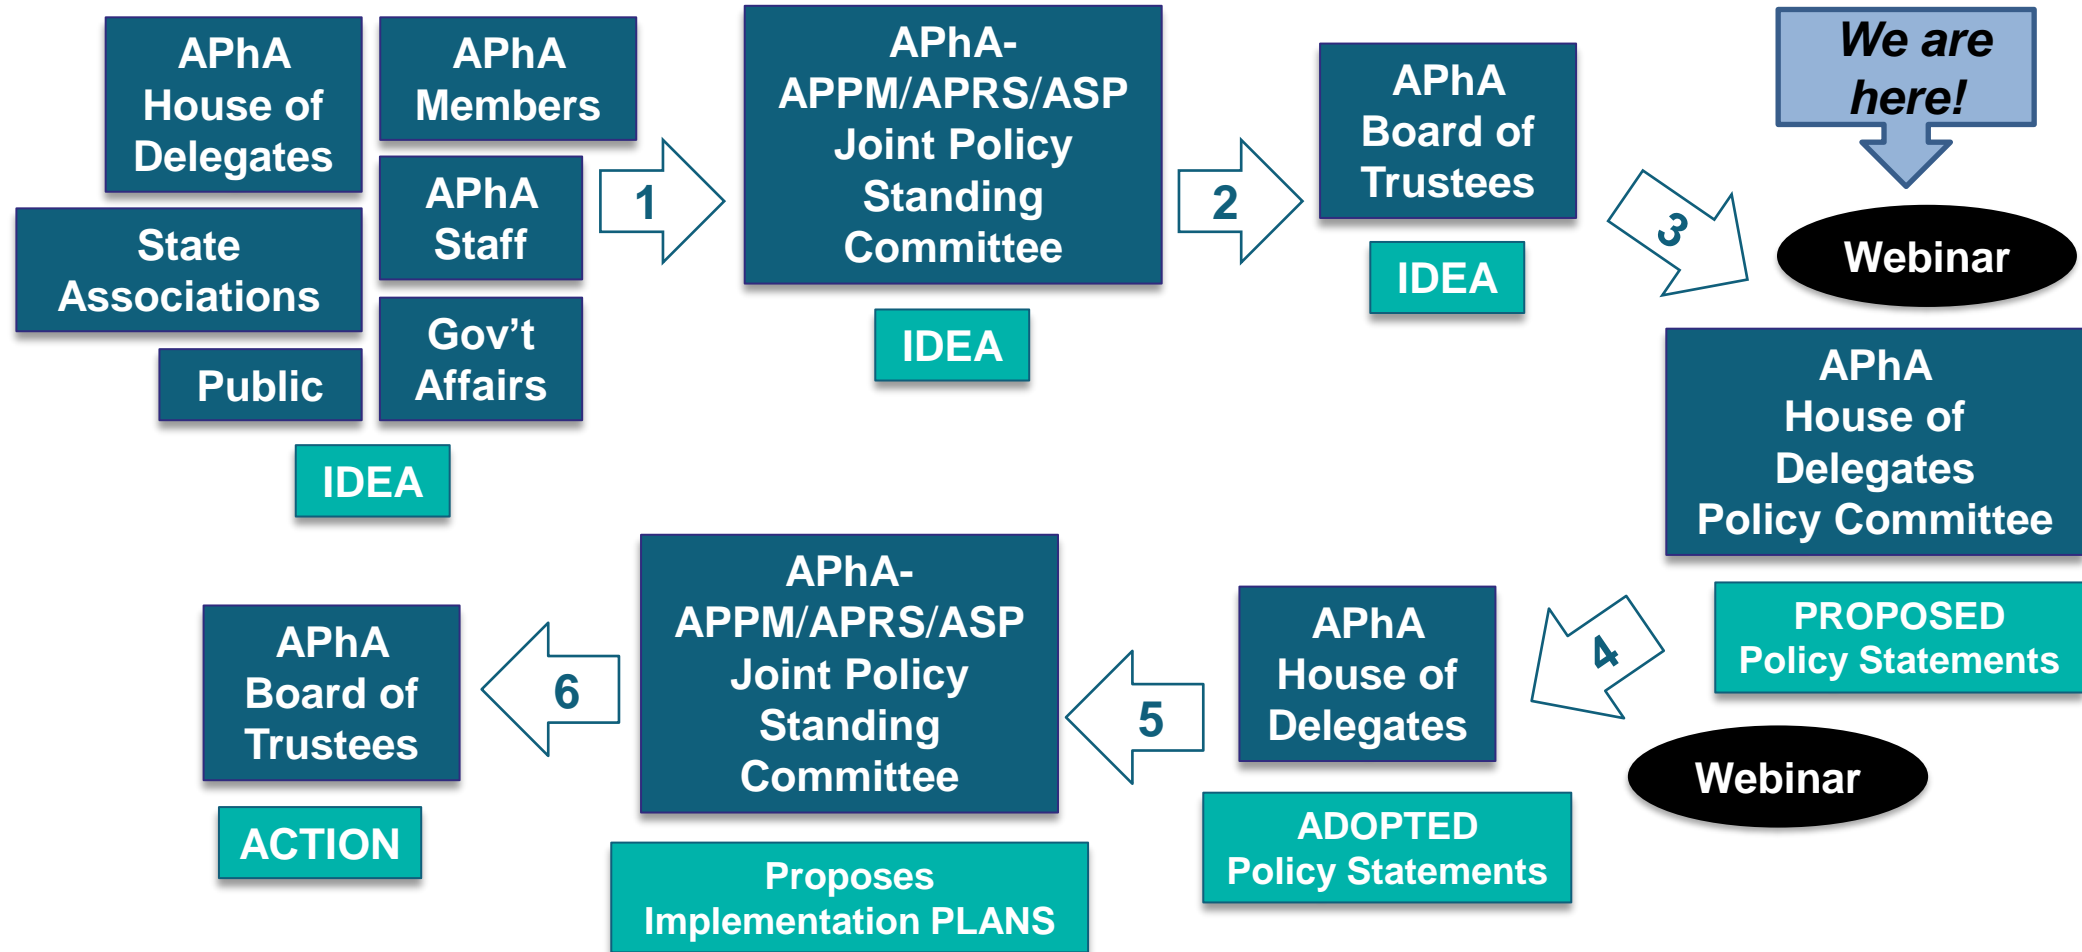 APhA
House of
Delegates
APhA
Members
State
Associations
APhA
Staff
Public
Gov’t
Affairs
IDEA
1
APhA-
APPM/APRS/ASP
Joint Policy
Standing
Committee
IDEA
2
APhA
Board of
Trustees
IDEA
3
We are
here!
Webinar
APhA
House of
Delegates
Policy Committee
PROPOSED
Policy Statements
4
Webinar
APhA
House of
Delegates
ADOPTED
Policy Statements
5
APhA-
APPM/APRS/ASP
Joint Policy
Standing
Committee
Proposes
Implementation PLANS
6
APhA
Board of
Trustees
ACTION